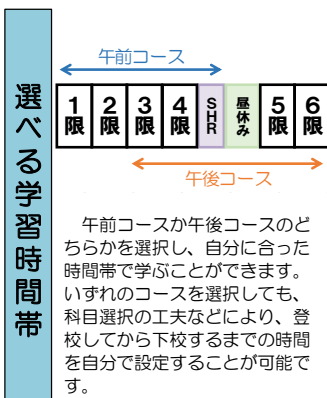 選べる学習時間帯
午前コース
1限 2限 3限 4限 SHR 昼休み 5限 6限
午後コース
午前コースか午後コースのど
ちらかを選択し、自分に合った
時間帯で学ぶことができます。
いずれのコースを選択しても、
科目選択の工夫などにより、登
校してから下校するまでの時間
を自分で設定することが可能で
す。